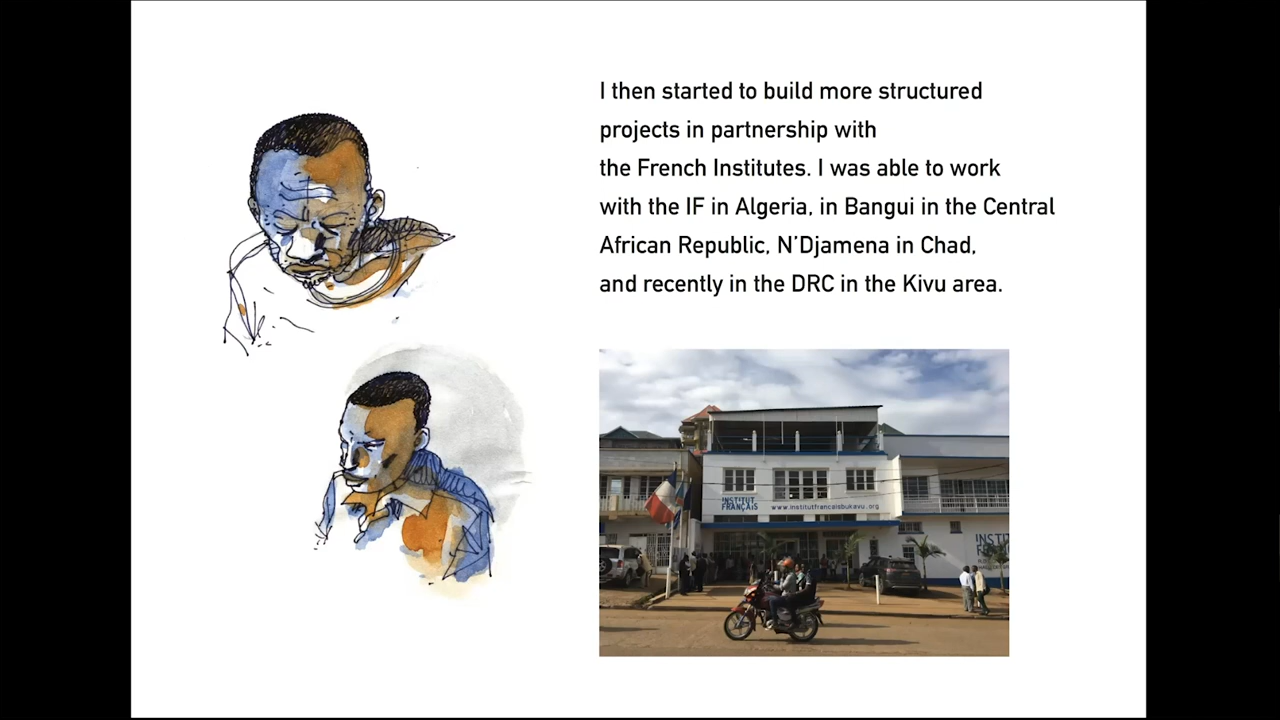 I then started to build more structured
projects in partnership with
the French Institutes. I was able to work
with the IF in Algeria, in Bangui in the Central
African Republic, N'Djamena in Chad,
and recently in the DRC in the Kivu area.
INSTITUT
FRANÇAIS
www.institutfrancaisbukavu.org
INSTI